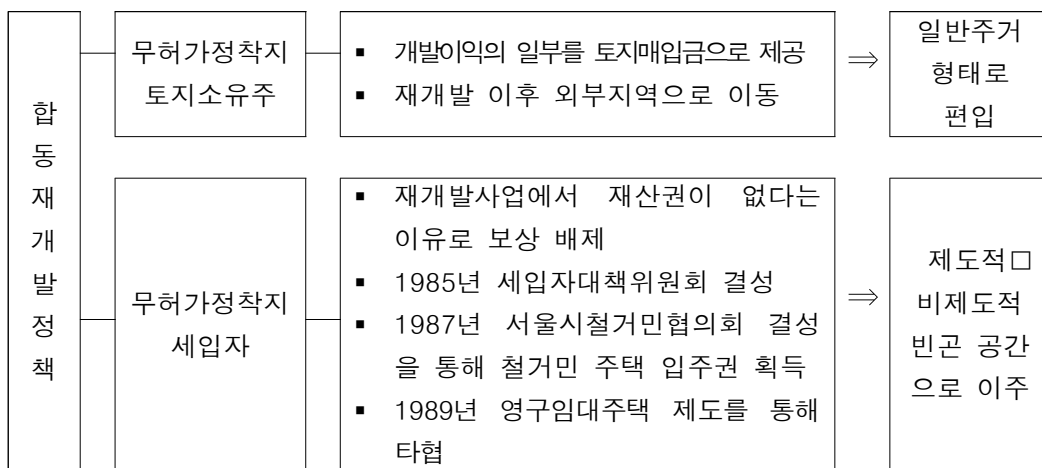 합
동
재
개
발
정
책
무허가정착지
토지소유주
▪ 개발이익의 일부를 토지매입금으로 제공
▪ 재개발 이후 외부지역으로 이동
⇒
일반주거
형태로
편입
무허가정착지
세입자
▪ 재개발사업에서 재산권이 없다는
이유로 보상 배제
▪ 1985년 세입자대책위원회 결성
▪ 1987년 서울시철거민협의회 결성
을 통해 철거민 주택 입주권 획득
▪ 1989년 영구임대주택 제도를 통해
타협
⇒
제도적□
비제도적
빈곤 공간
으로 이주